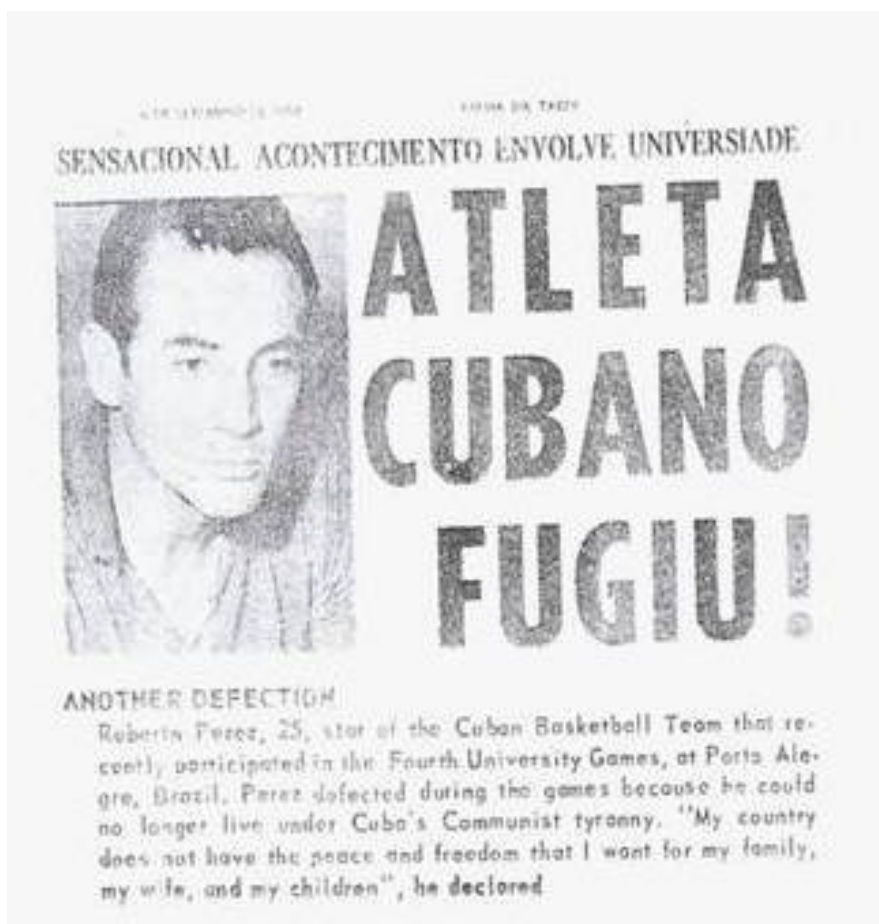 SENSACIONAL ACONTECIMENTO ENVOLVE UNIVERSIADE
ATLETA
CUBANO
FUGIU!
ANOTHER DEFECTION
Roberto Perez, 25, star of the Cuban Basketball Team that re-
cently participated in the Fourth University Games, at Porto Ale-
gre, Brazil. Perez defected during the games because he could
no longer live under Cuba's Communist tyranny. "My country
does not have the peace and freedom that I want for my family,
my wife, and my children", he declared